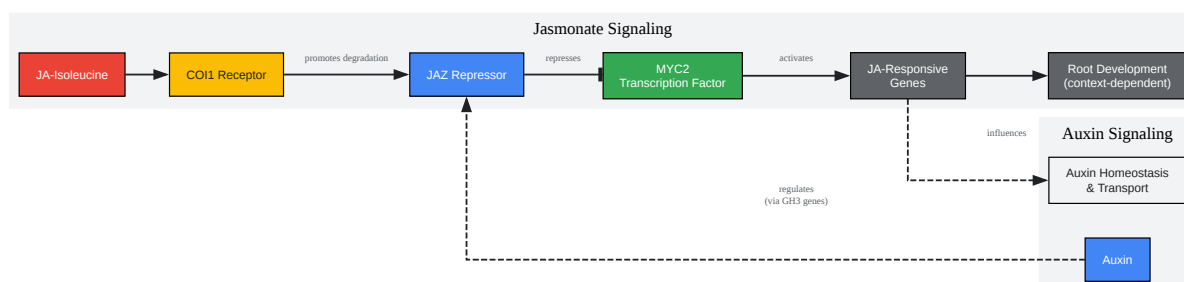 Jasmonate Signaling
JA-Isoleucine
COI1 Receptor
promotes degradation
JAZ Repressor
represses
MYC2
Transcription Factor
activates
JA-Responsive
Genes
Root Development
(context-dependent)
influences
Auxin Signaling
Auxin Homeostasis
& Transport
regulates
(via GH3 genes)
Auxin